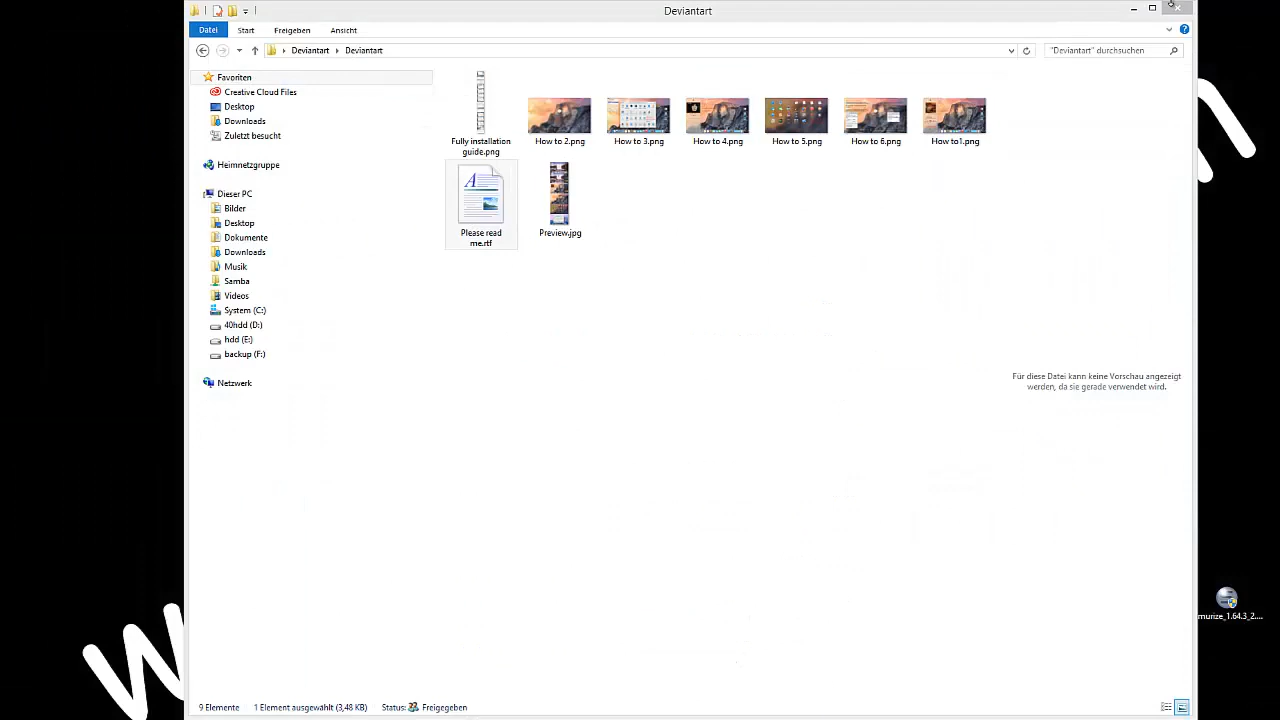 Deviantart
Datei Start Freigeben Ansicht
Deviantart Deviantart
"Deviantart" durchsuchen
Favoriten
Creative Cloud Files
Desktop
Downloads
Zuletzt besucht
Heimnetzgruppe
Dieser PC
Bilder
Desktop
Dokumente
Downloads
Musik
Samba
Videos
System (C:)
40hdd (D:)
hdd (E:)
backup (F:)
Netzwerk
Fully installation
guide.png
How to 2.png
How to 3.png
How to 4.png
How to 5.png
How to 6.png
How to1.png
Please read
me.rtf
Preview.jpg
Für diese Datei kann keine Vorschau angezeigt
werden, da sie gerade verwendet wird.
murize_1.64.3_2....
9 Elemente 1 Element ausgewählt (3,48 KB) Status: Freigegeben